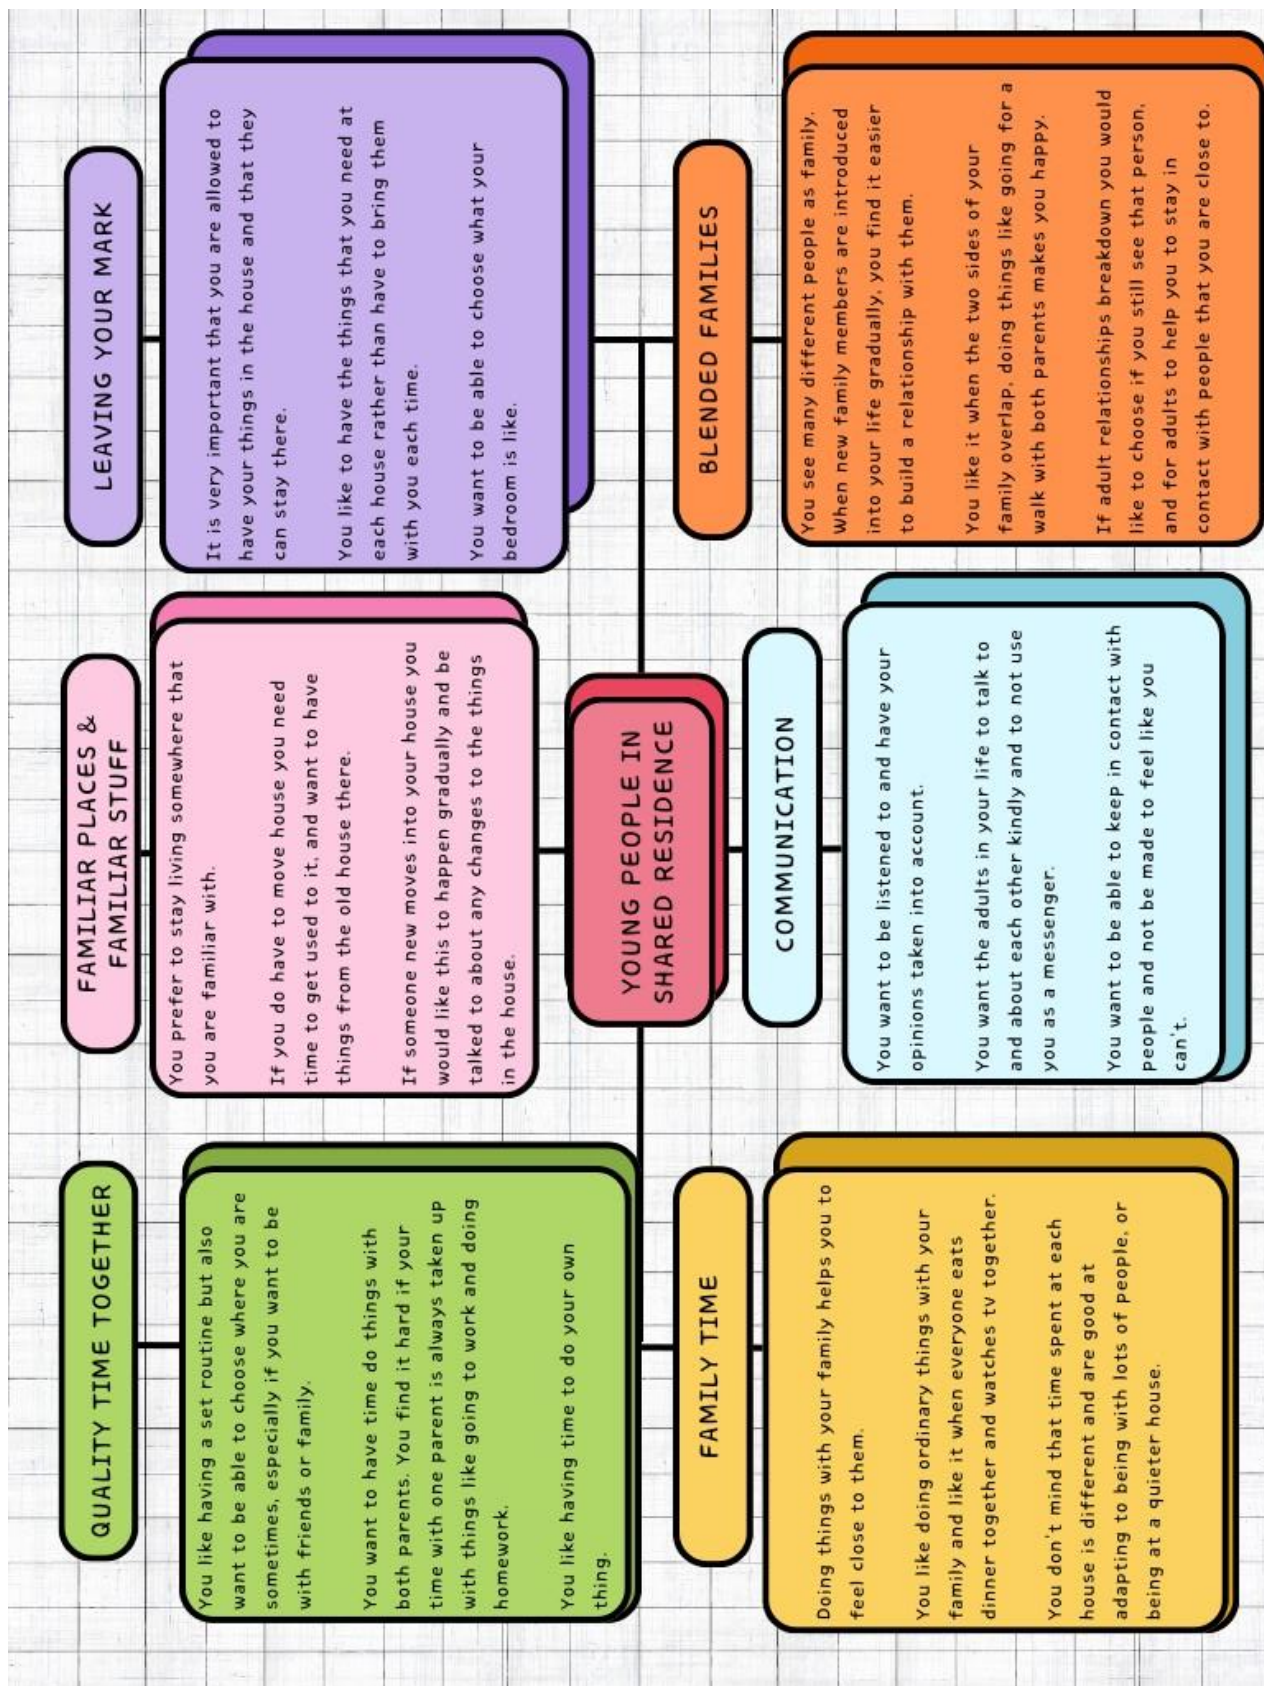 QUALITY TIME TOGETHER
You like having a set routine but also
want to be able to choose where you are
sometimes, especially if you want to be
with friends or family.
You want to have time do things with
both parents. You find it hard if your
time with one parent is always taken up
with things like going to work and doing
homework.
You like having time to do your own
thing.
FAMILIAR PLACES &
FAMILIAR STUFF
You prefer to stay living somewhere that
you are familiar with.
If you do have to move house you need
time to get used to it, and want to have
things from the old house there.
If someone new moves into your house you
would like this to happen gradually and be
talked to about any changes to the things
in the house.
LEAVING YOUR MARK
It is very important that you are allowed to
have your things in the house and that they
can stay there.
You like to have the things that you need at
each house rather than have to bring them
with you each time.
You want to be able to choose what your
bedroom is like.
YOUNG PEOPLE IN
SHARED RESIDENCE
FAMILY TIME
Doing things with your family helps you to
feel close to them.
You like doing ordinary things with your
family and like it when everyone eats
dinner together and watches tv together.
You don't mind that time spent at each
house is different and are good at
adapting to being with lots of people, or
being at a quieter house.
COMMUNICATION
You want to be listened to and have your
opinions taken into account.
You want the adults in your life to talk to
and about each other kindly and to not use
you as a messenger.
You want to be able to keep in contact with
people and not be made to feel like you
can't.
BLENDED FAMILIES
You see many different people as family.
When new family members are introduced
into your life gradually, you find it easier
to build a relationship with them.
You like it when the two sides of your
family overlap, doing things like going for a
walk with both parents makes you happy.
If adult relationships breakdown you would
like to choose if you still see that person,
and for adults to help you to stay in
contact with people that you are close to.